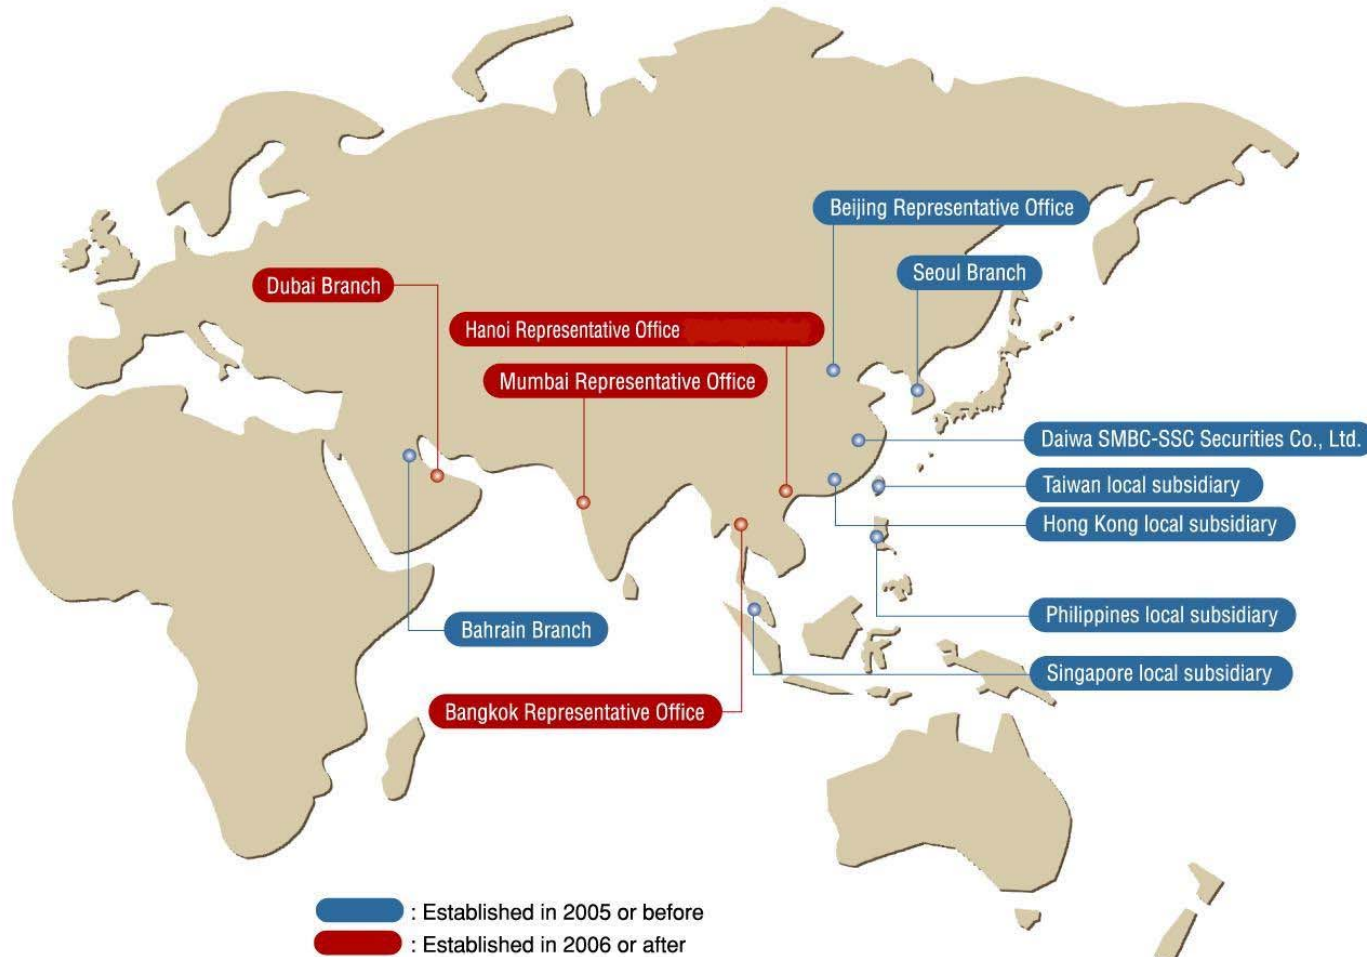 Beijing Representative Office
Seoul Branch
Dubai Branch
Hanoi Representative Office
Mumbai Representative Office
Daiwa SMBC-SSC Securities Co., Ltd.
Taiwan local subsidiary
Hong Kong local subsidiary
Philippines local subsidiary
Bahrain Branch
Singapore local subsidiary
Bangkok Representative Office
: Established in 2005 or before
: Established in 2006 or after